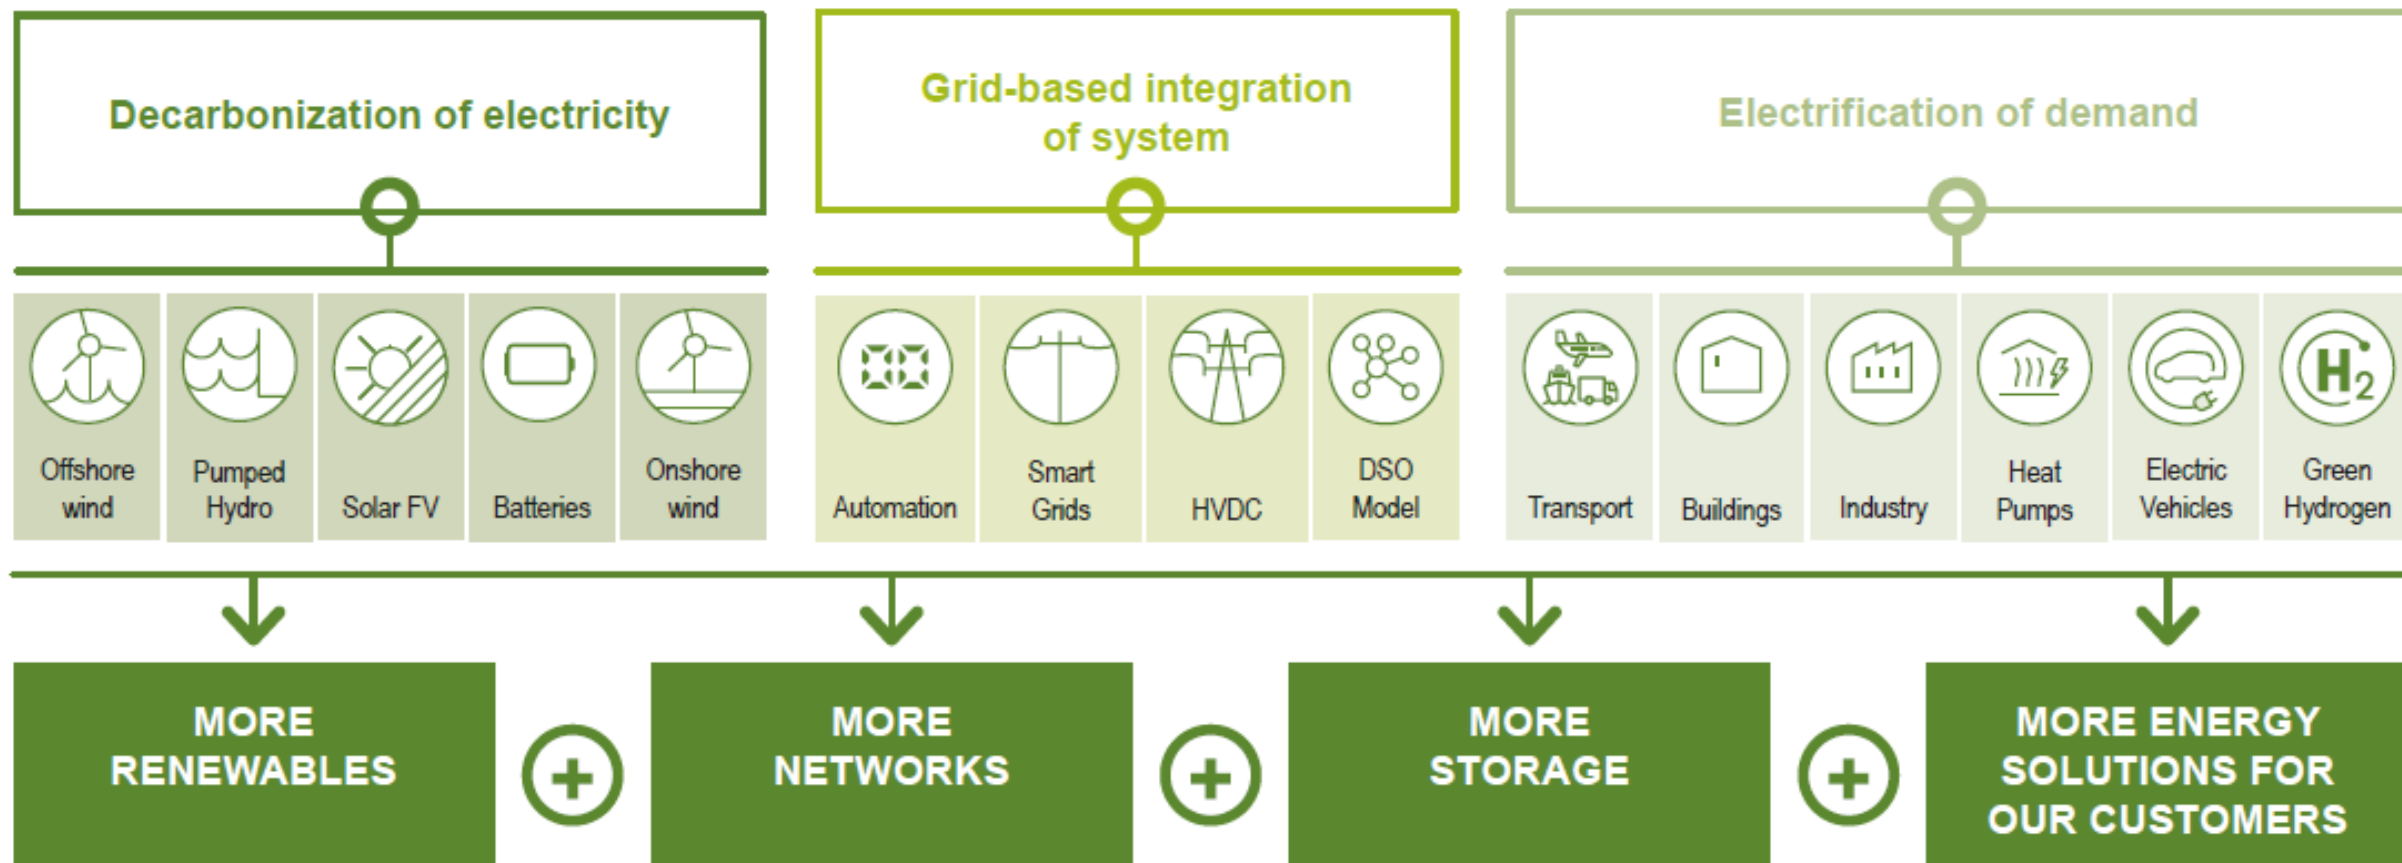 Decarbonization of electricity
Grid-based integration
of system
Electrification of demand
Offshore
wind
Pumped
Hydro
Solar FV
Batteries
Onshore
wind
Automation
Smart
Grids
HVDC
DSO
Model
Transport
Buildings
Industry
Heat
Pumps
Electric
Vehicles
H2
Green
Hydrogen
MORE
RENEWABLES
+
MORE
NETWORKS
+
MORE
STORAGE
+
MORE ENERGY
SOLUTIONS FOR
OUR CUSTOMERS